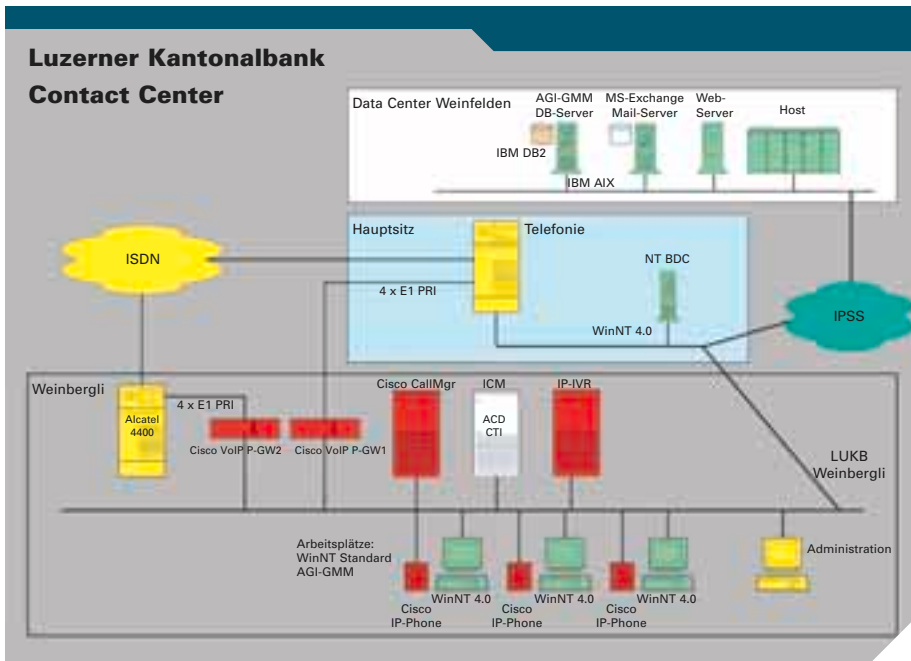 Luzerner Kantonalbank
Contact Center
Data Center Weinfelden
AGI-GMM
DB-Server
MS-Exchange
Mail-Server
Web-
Server
Host
IBM DB2
IBM AIX
Hauptsitz
Telefonie
ISDN
NT BDC
4 x E1 PRI
WinNT 4.0
IPSS
Weinbergli
Cisco CallMgr
ICM
IP-IVR
4 x E1 PRI
Alcatel
4400
ACD
CTI
Cisco VoIP P-GW2
Cisco VoIP P-GW1
LUKB
Weinbergli
Arbeitsplätze:
WinNT Standard
AGI-GMM
Administration
WinNT 4.0
WinNT 4.0
WinNT 4.0
Cisco
IP-Phone
Cisco
IP-Phone
Cisco
IP-Phone